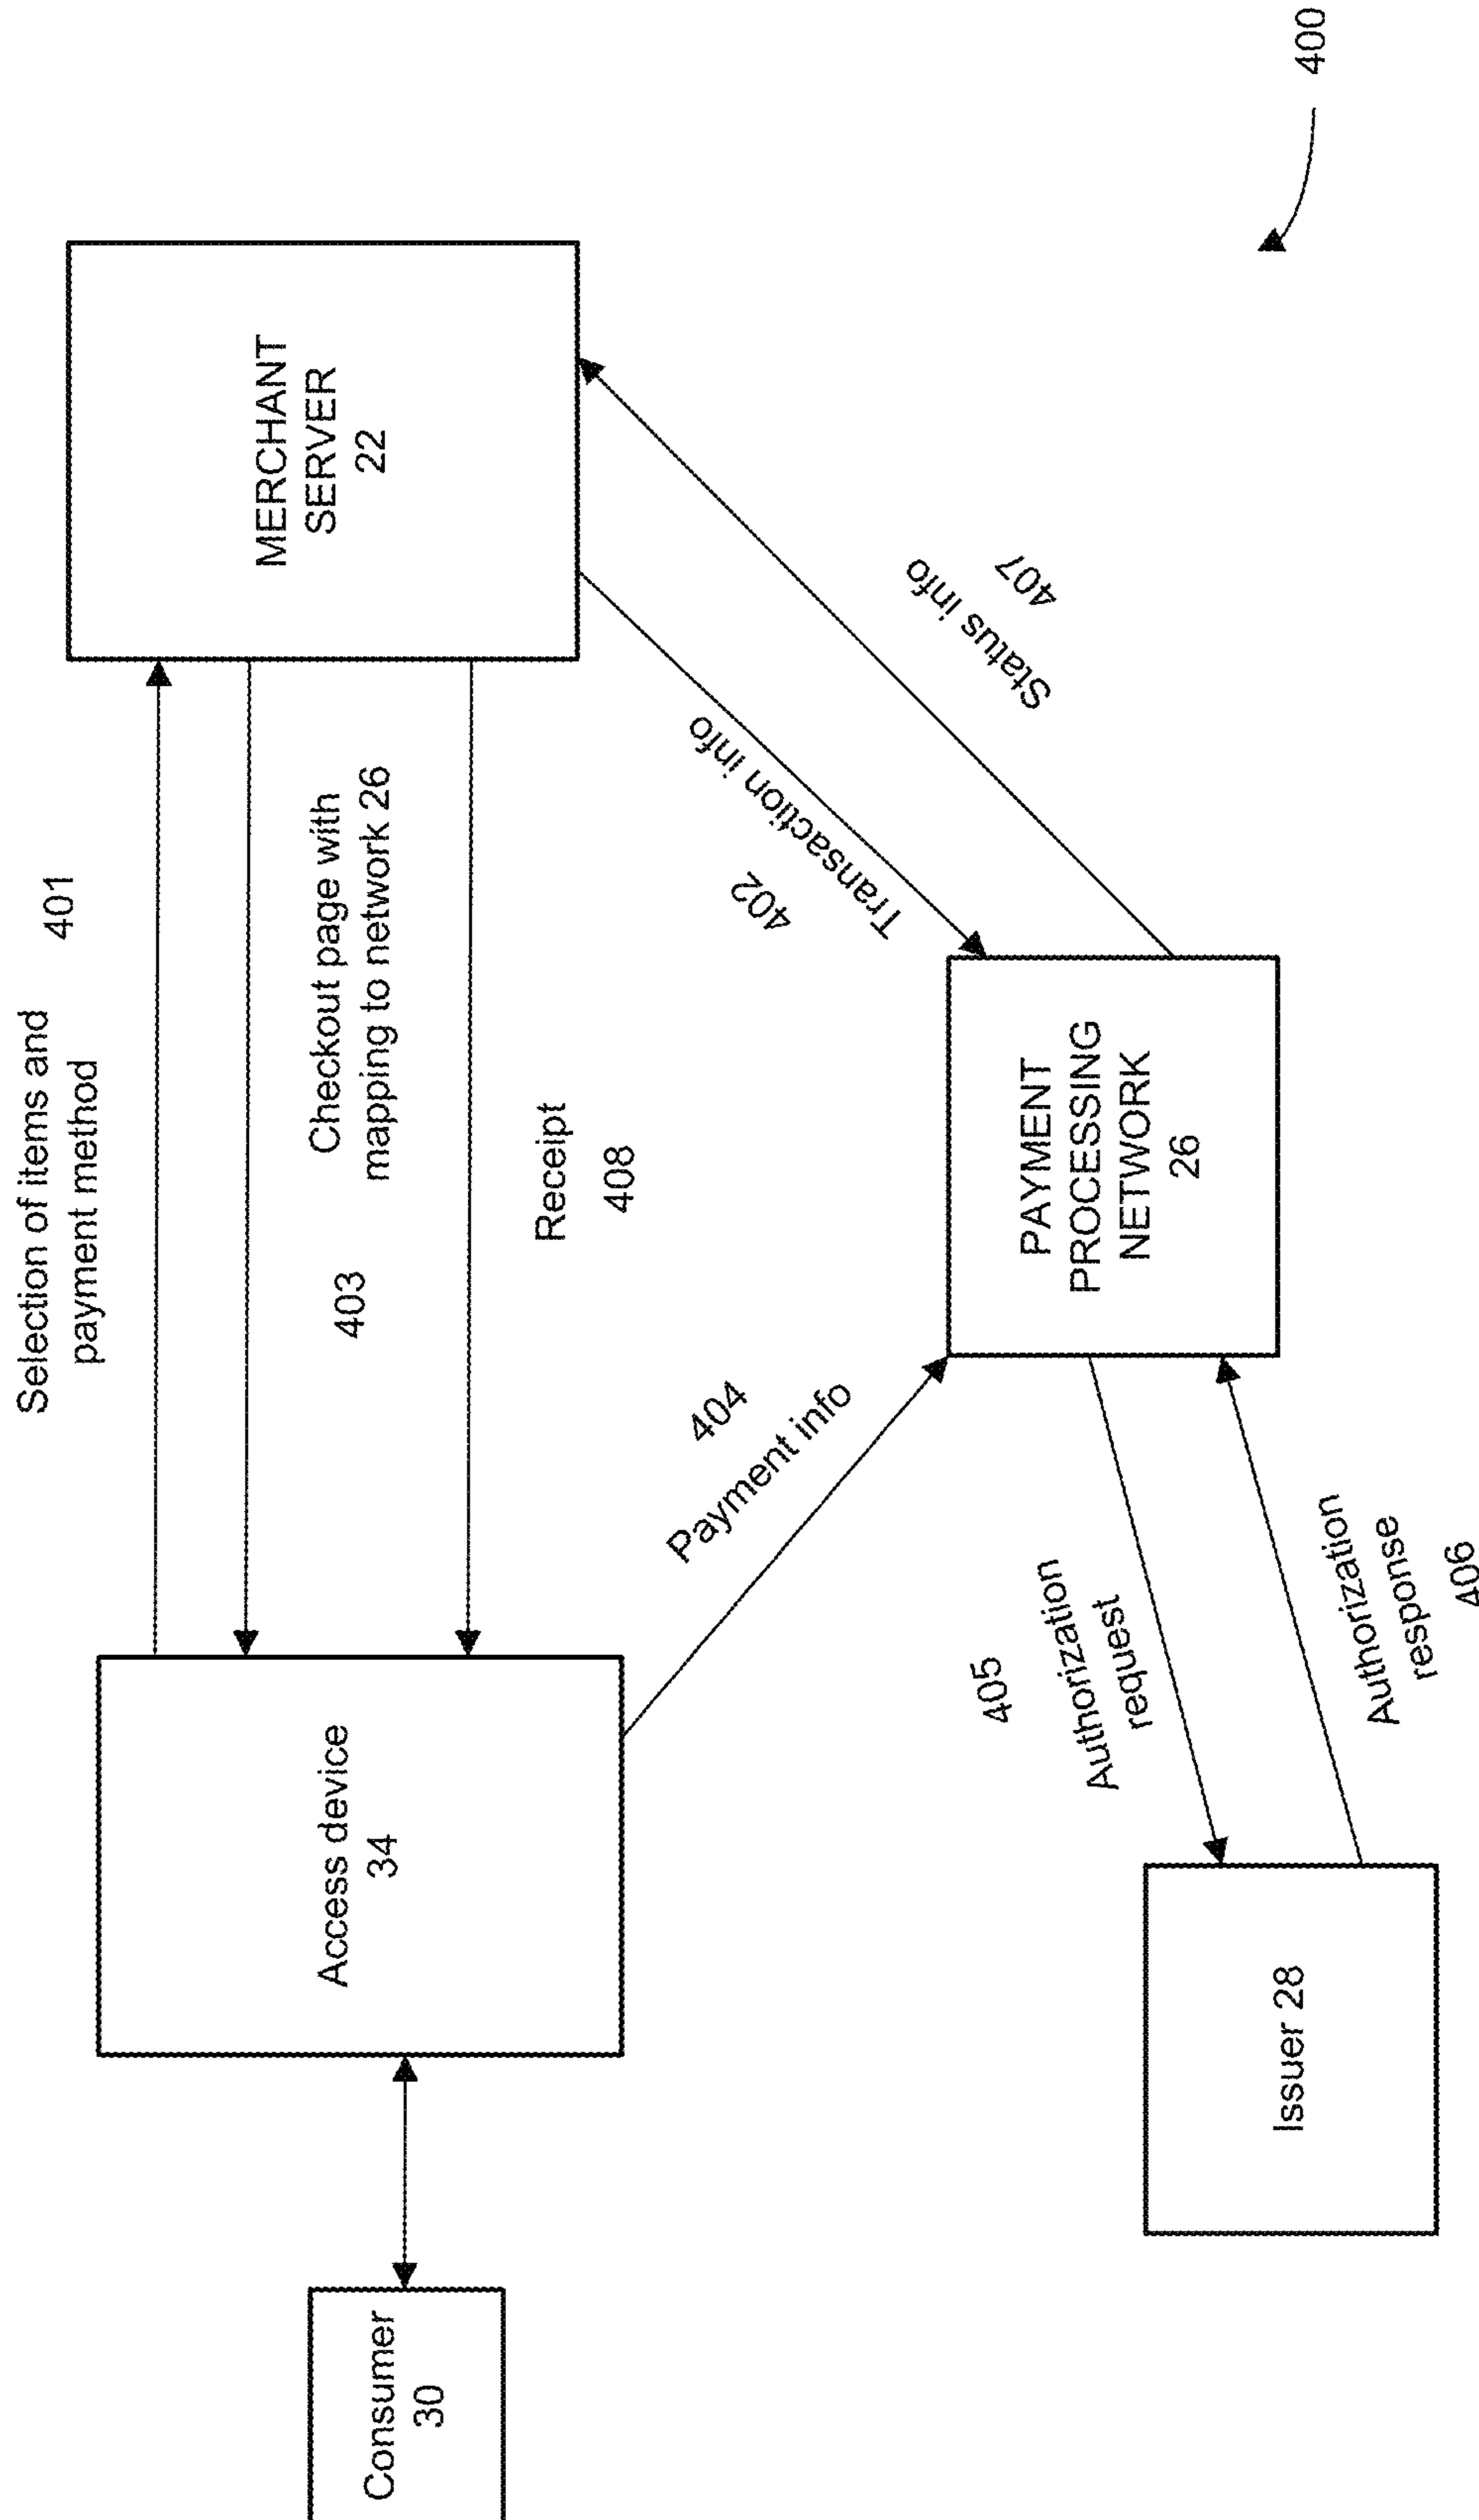 Selection of items and
payment method
401
Consumer
30
Access device
34
MERCHANT
SERVER
22
403
Checkout page with
mapping to network 26
Receipt
408
404
Payment info
402
Transaction info
Status info
407
PAYMENT
PROCESSING
NETWORK
26
405
Authorization
request
Authorization
response
406
Issuer 28
400